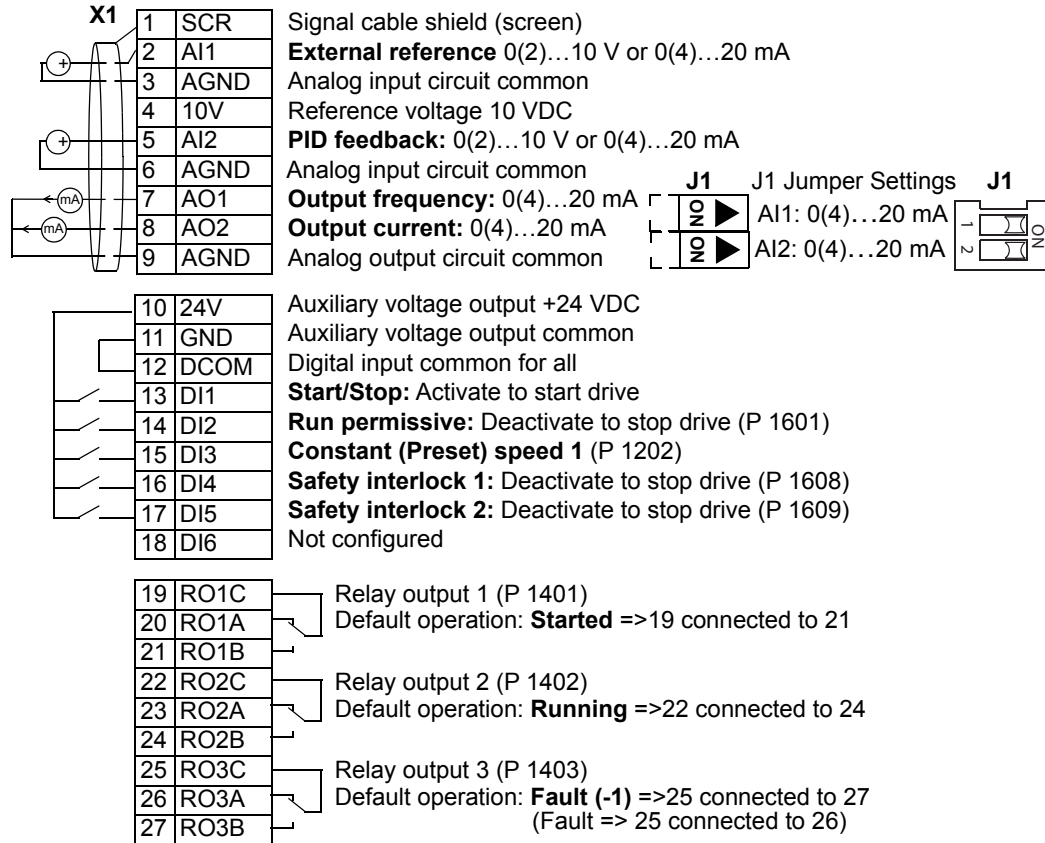 X1
1 SCR Signal cable shield (screen)
2 AI1 External reference 0(2)…10 V or 0(4)…20 mA
3 AGND Analog input circuit common
4 10V Reference voltage 10 VDC
5 AI2 PID feedback: 0(2)…10 V or 0(4)…20 mA
6 AGND Analog input circuit common
7 AO1 Output frequency: 0(4)…20 mA
8 AO2 Output current: 0(4)…20 mA
9 AGND Analog output circuit common
+
+
mA
mA
J1 J1 Jumper Settings J1
ON AI1: 0(4)…20 mA
ON AI2: 0(4)…20 mA
1
2
ON
10 24V Auxiliary voltage output +24 VDC
11 GND Auxiliary voltage output common
12 DCOM Digital input common for all
13 DI1 Start/Stop: Activate to start drive
14 DI2 Run permissive: Deactivate to stop drive (P 1601)
15 DI3 Constant (Preset) speed 1 (P 1202)
16 DI4 Safety interlock 1: Deactivate to stop drive (P 1608)
17 DI5 Safety interlock 2: Deactivate to stop drive (P 1609)
18 DI6 Not configured
19 RO1C Relay output 1 (P 1401)
20 RO1A Default operation: Started =>19 connected to 21
21 RO1B
22 RO2C Relay output 2 (P 1402)
23 RO2A Default operation: Running =>22 connected to 24
24 RO2B
25 RO3C Relay output 3 (P 1403)
26 RO3A Default operation: Fault (-1) =>25 connected to 27
27 RO3B (Fault => 25 connected to 26)